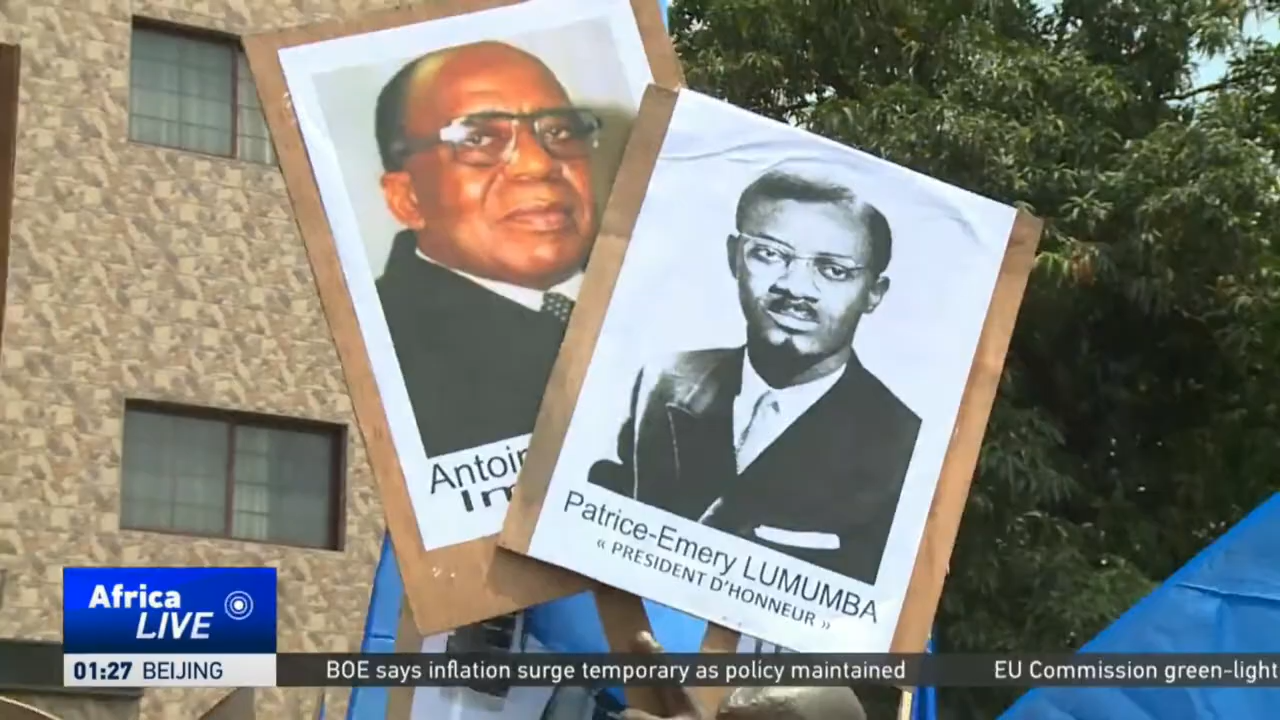 Antoin
Im
Patrice-Emery LUMUMBA
« PRESIDENT D'HONNEUR »
Africa
LIVE
01:27 BEIJING
BOE says inflation surge temporary as policy maintained
EU Commission green-light